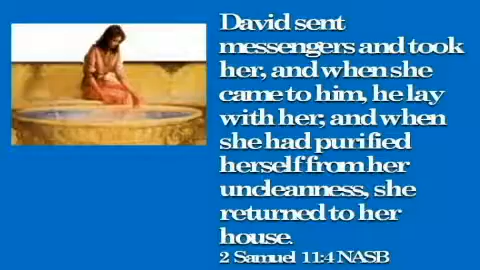 David sent
messengers and took
her, and when she
came to him, he lay
with her; and when
she had purified
herself from her
uncleanness, she
returned to her
house.
2 Samuel 11:4 NASB